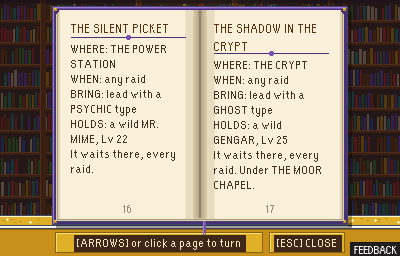 THE SILENT PICKET
WHERE: THE POWER
STATION
WHEN: any raid
BRING: lead with a
PSYCHIC type
HOLDS: a wild MR.
MIME, Lv 22
It waits there, every
raid.
16
THE SHADOW IN THE
CRYPT
WHERE: THE CRYPT
WHEN: any raid
BRING: lead with a
GHOST type
HOLDS: a wild
GENGAR, Lv 25
It waits there, every
raid. Under THE MOOR
CHAPEL.
17
[ARROWS] or click a page to turn
[ESC] CLOSE
FEEDBACK